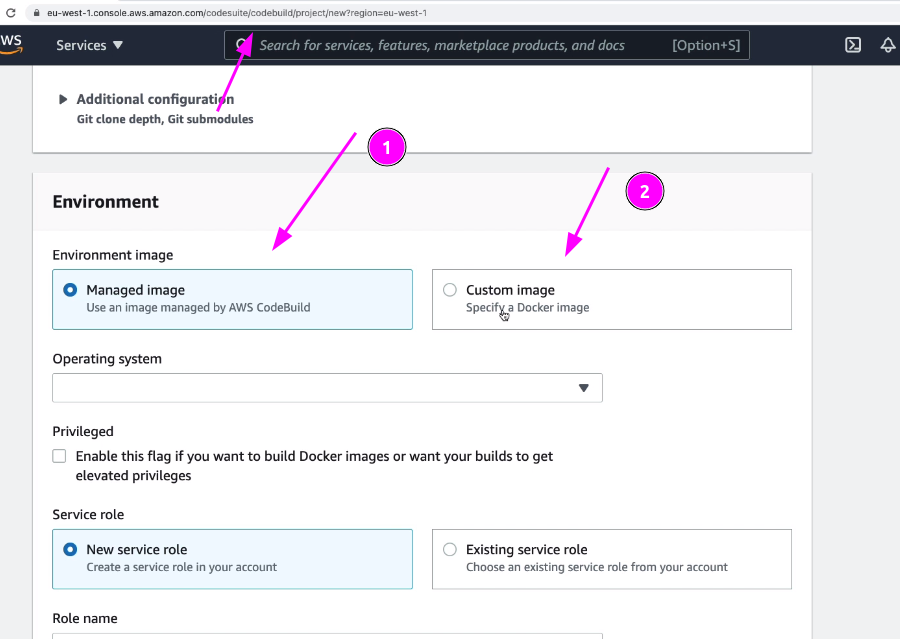 eu-west-1.console.aws.amazon.com/codesuite/codebuild/project/new?region=eu-west-1
Services
Search for services, features, marketplace products, and docs
[Option+S]
Additional configuration
Git clone depth, Git submodules
1
2
Environment
Environment image
Managed image
Use an image managed by AWS CodeBuild
Custom image
Specify a Docker image
Operating system
Privileged
Enable this flag if you want to build Docker images or want your builds to get
elevated privileges
Service role
New service role
Create a service role in your account
Existing service role
Choose an existing service role from your account
Role name